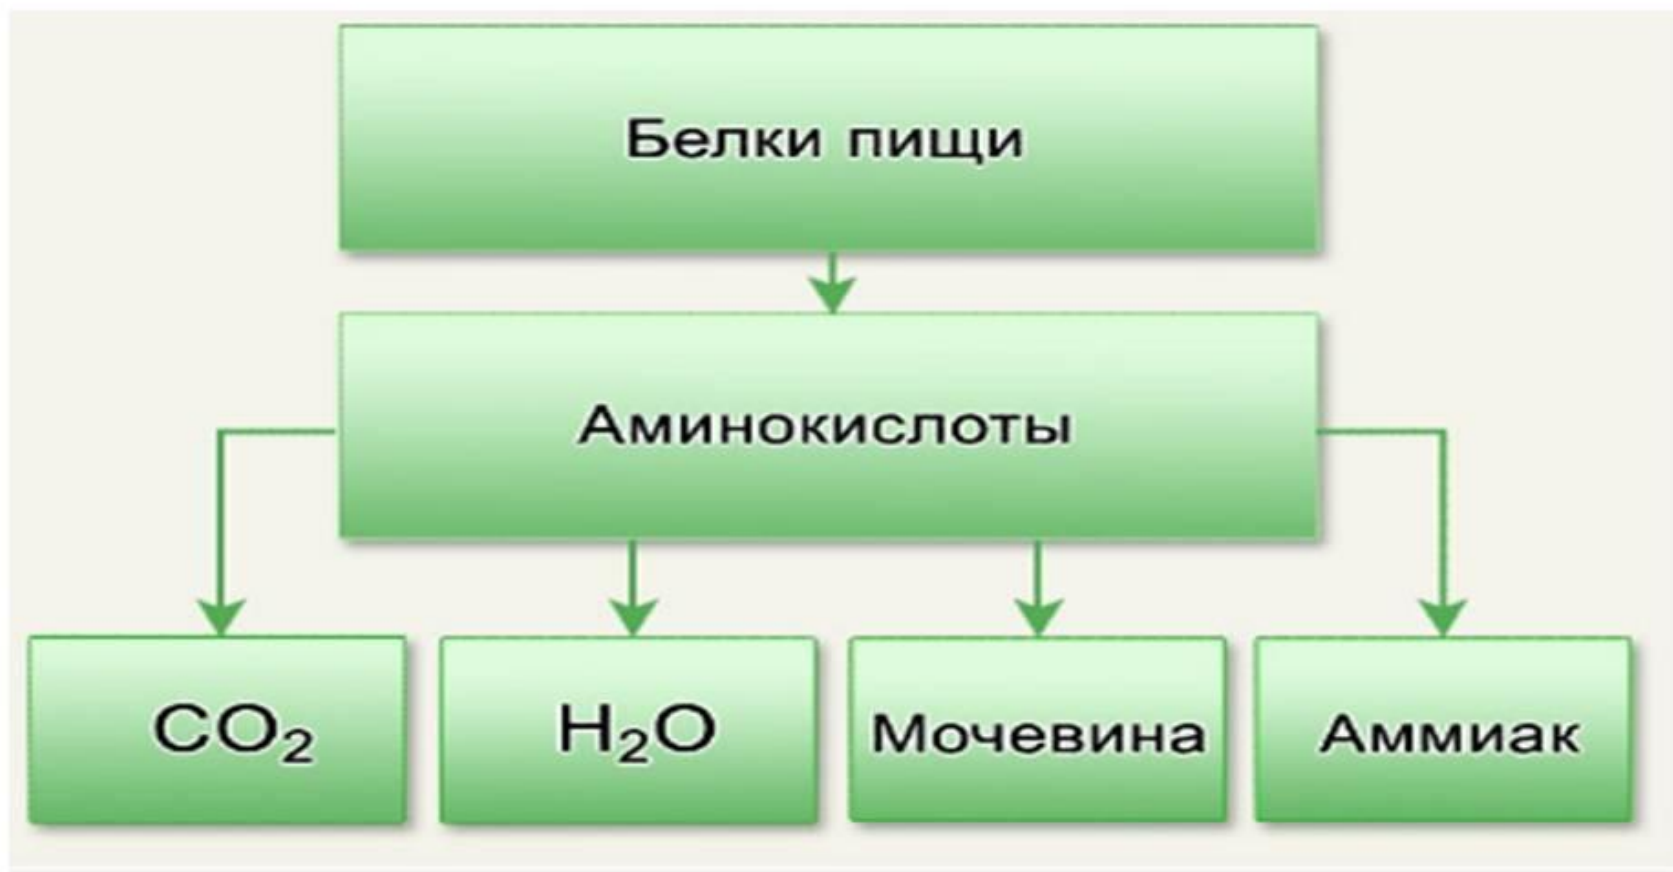 Белки пищи
Аминокислоты
CO₂
H₂O
Мочевина
Аммиак